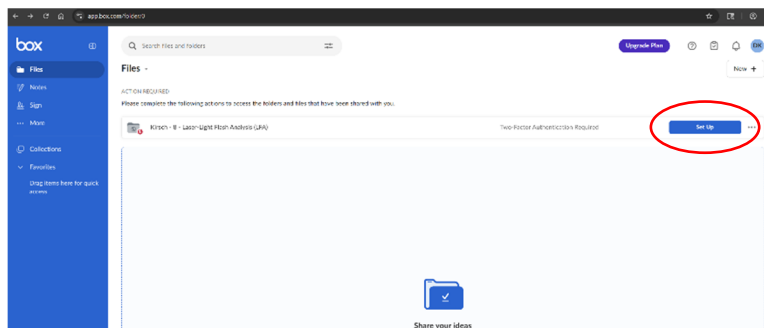 app.box.com/folder/0
box
Search files and folders
Upgrade Plan
DK
Files
Files
New +
Notes
Sign
More
Collections
Favorites
Drag items here for quick
access
ACTION REQUIRED
Please complete the following actions to access the folders and files that have been shared with you.
Kirsch - 8 - Laser-Light Flash Analysis (LFA)
Two-Factor Authentication Required
Set Up
Share your ideas